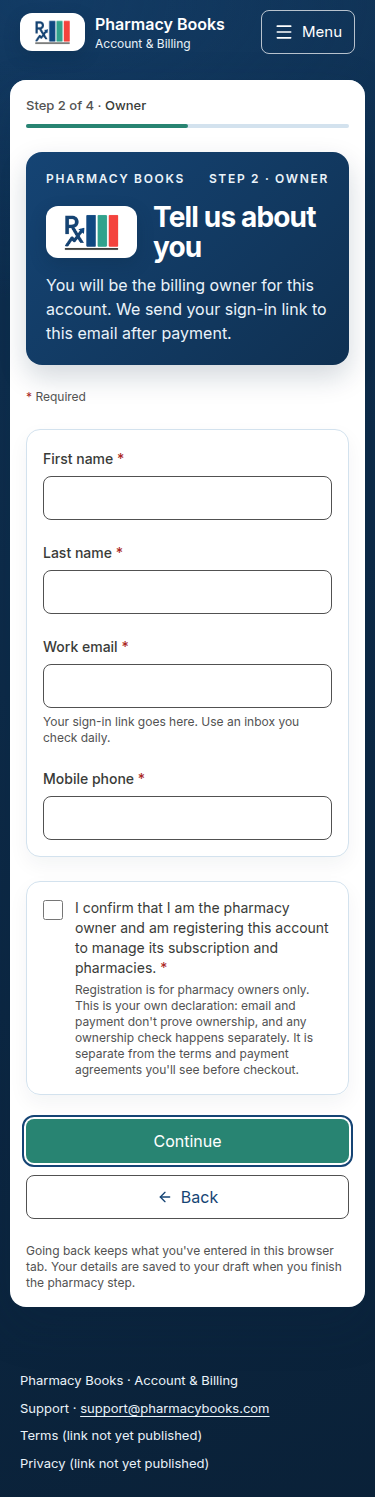 Rx
Pharmacy Books
Account & Billing
Menu
Step 2 of 4 · Owner
PHARMACY BOOKS
STEP 2 · OWNER
Rx
Tell us about
you
You will be the billing owner for this
account. We send your sign-in link to
this email after payment.
* Required
First name *
Last name *
Work email *
Your sign-in link goes here. Use an inbox you
check daily.
Mobile phone *
I confirm that I am the pharmacy
owner and am registering this account
to manage its subscription and
pharmacies. *
Registration is for pharmacy owners only.
This is your own declaration: email and
payment don't prove ownership, and any
ownership check happens separately. It is
separate from the terms and payment
agreements you'll see before checkout.
Continue
← Back
Going back keeps what you've entered in this browser
tab. Your details are saved to your draft when you finish
the pharmacy step.
Pharmacy Books · Account & Billing
Support · support@pharmacybooks.com
Terms (link not yet published)
Privacy (link not yet published)